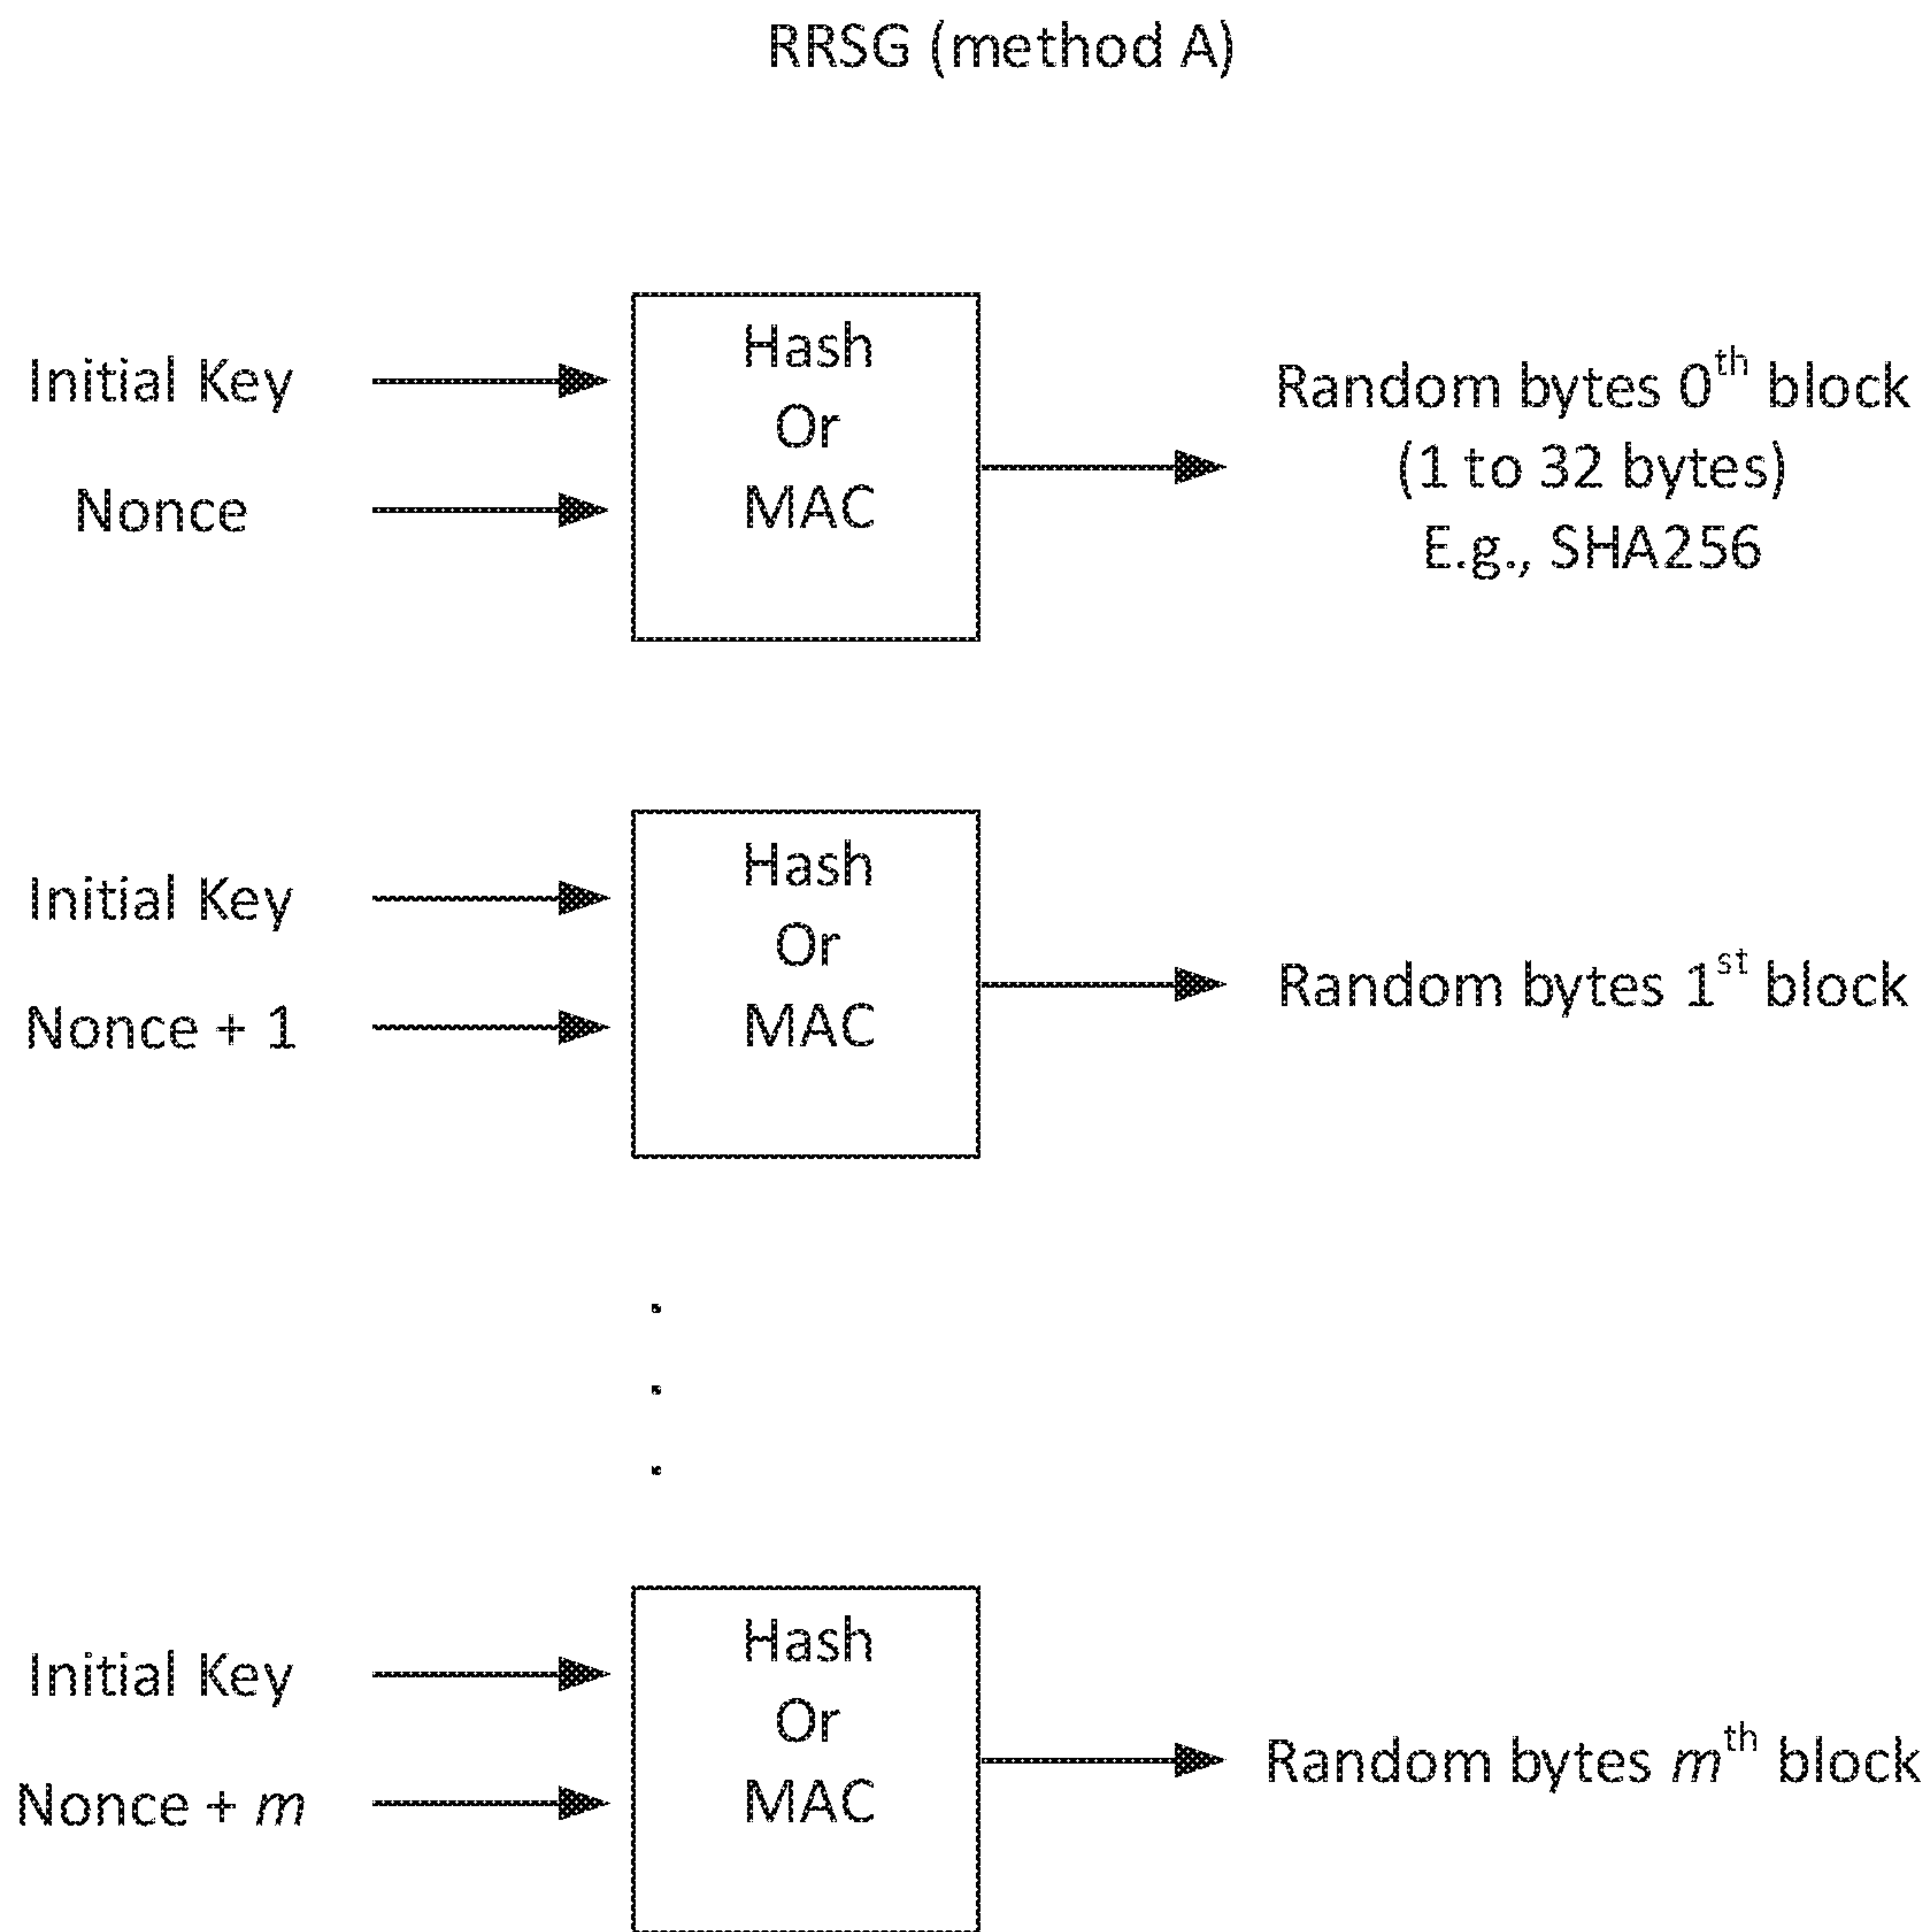 RRSG (method A)
Initial Key
Nonce
Hash
Or
MAC
Random bytes 0th block
(1 to 32 bytes)
E.g., SHA256
Initial Key
Nonce + 1
Hash
Or
MAC
Random bytes 1st block
.
.
.
Initial Key
Nonce + m
Hash
Or
MAC
Random bytes mth block